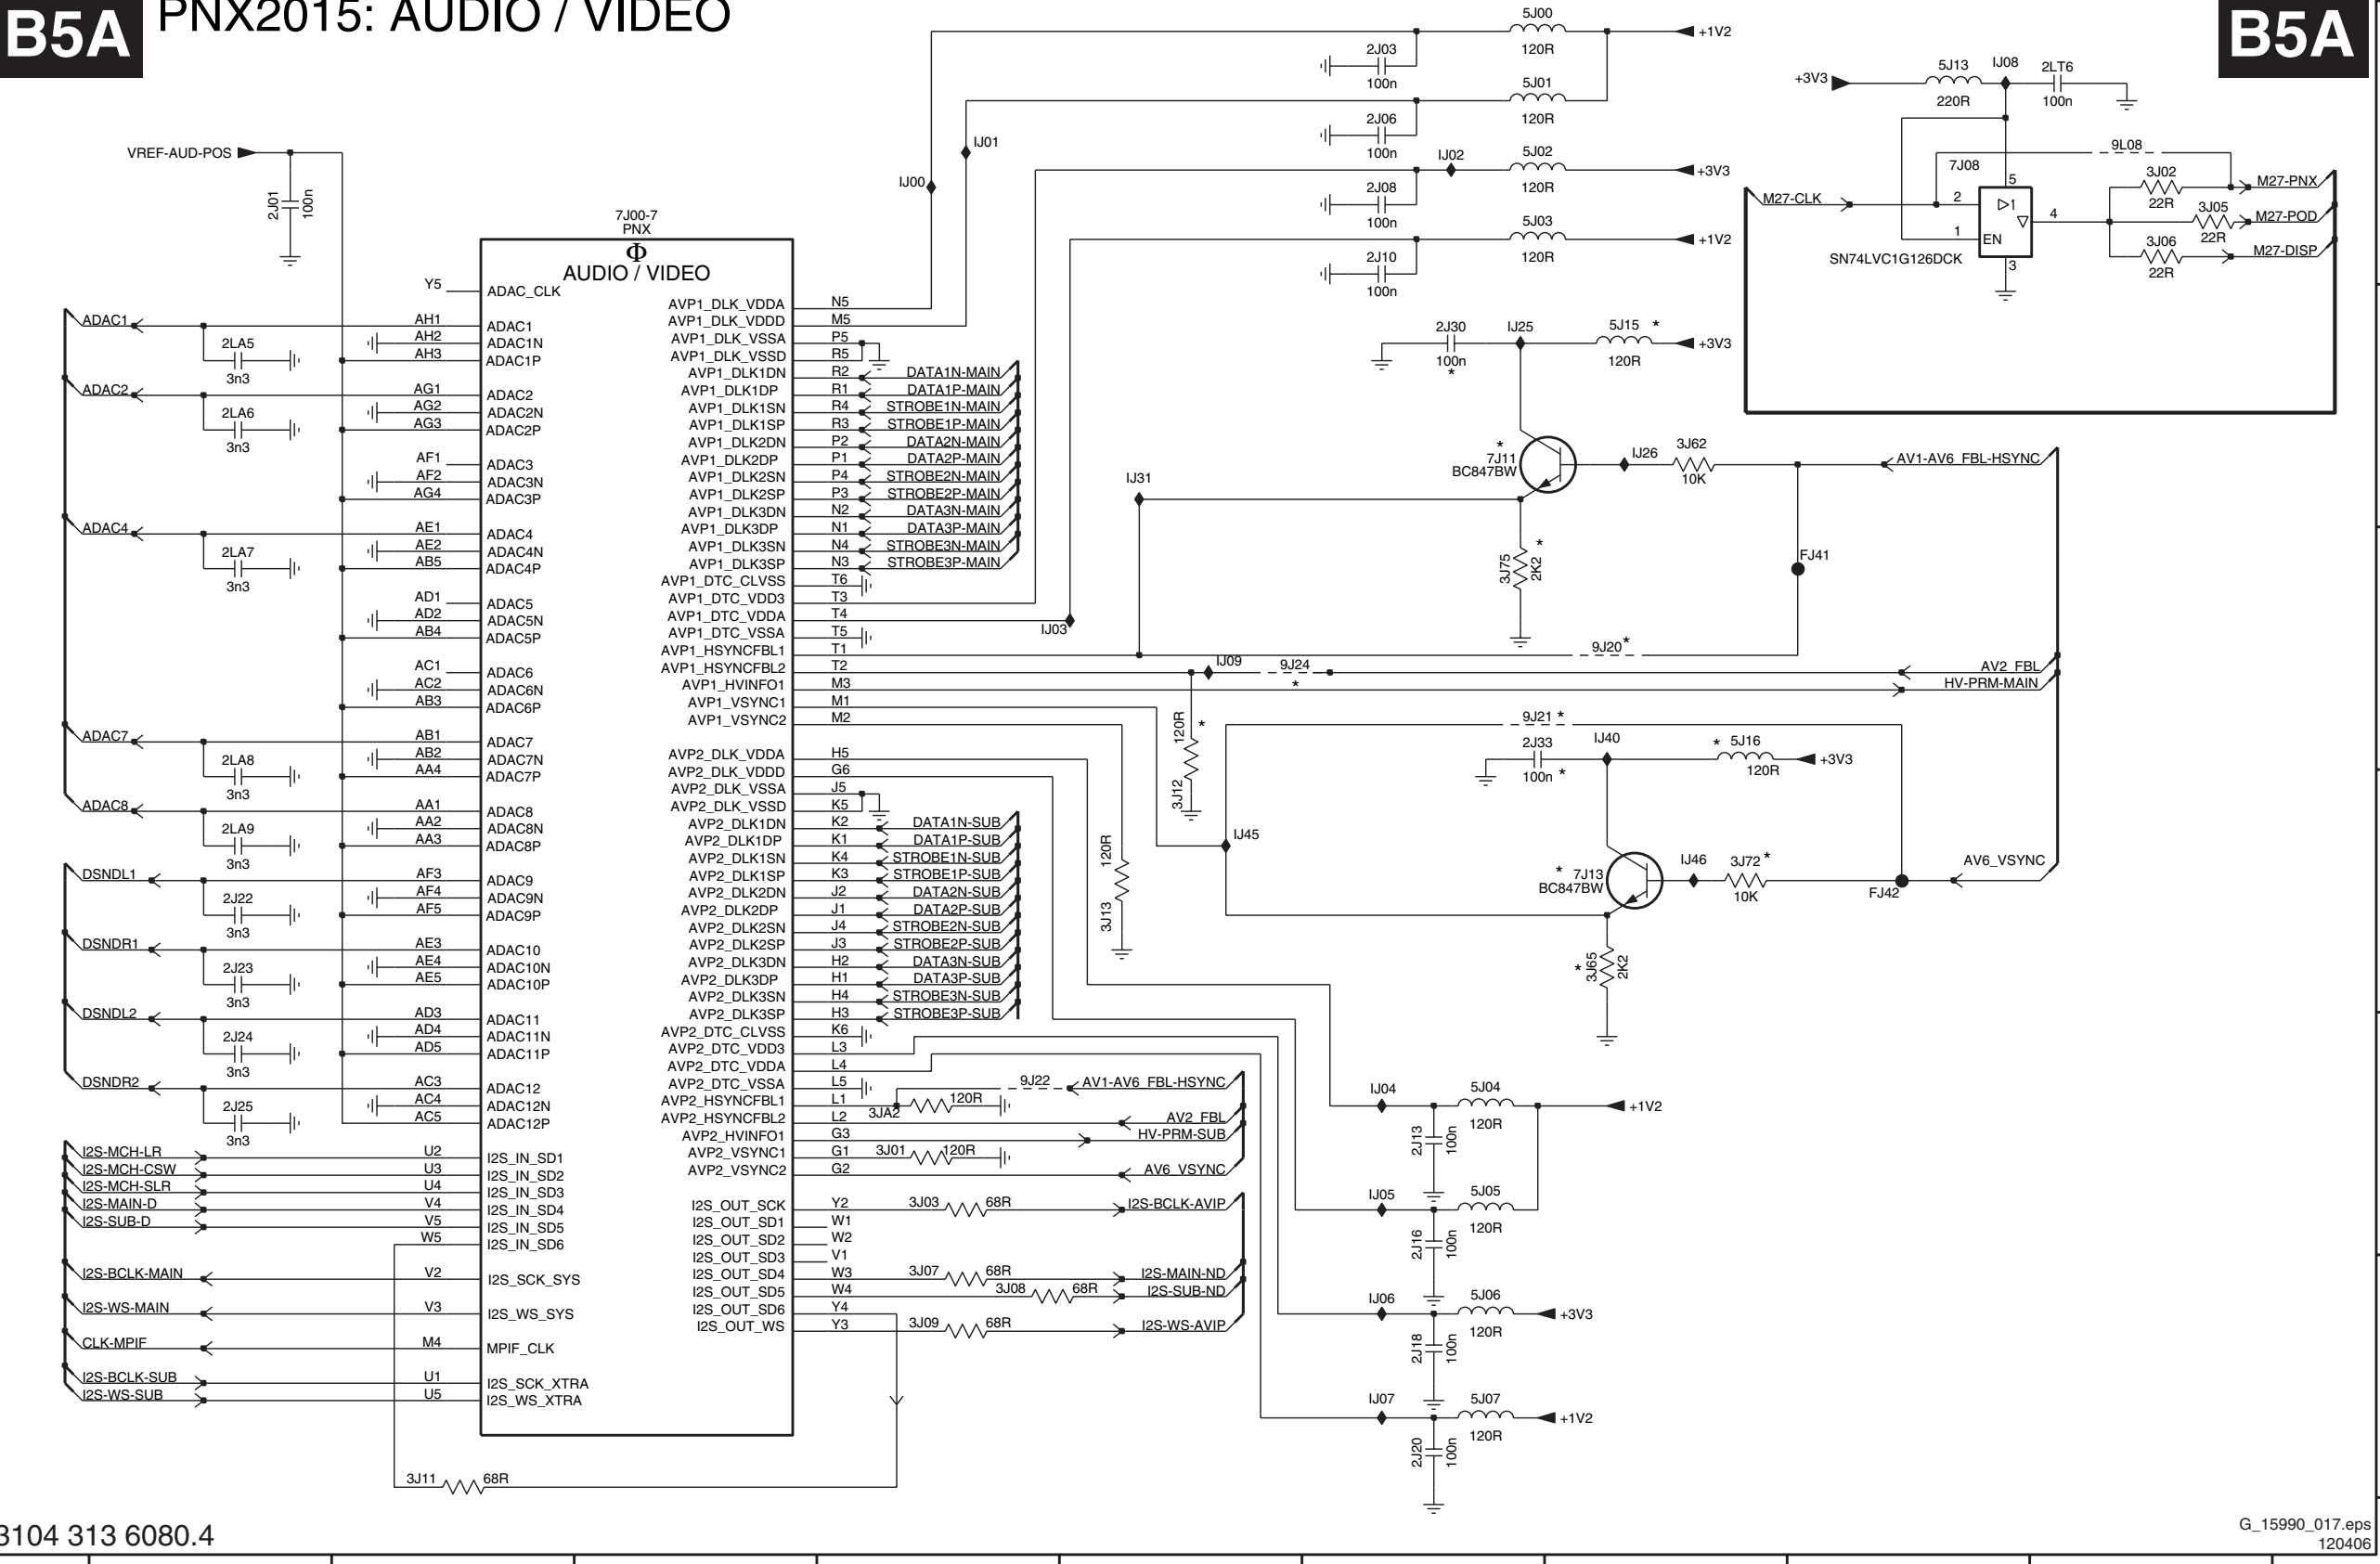 B5A PNX2015: AUDIO / VIDEO B5A
5J00
120R
+1V2
2J03
100n
5J01
120R
2J06
100n
IJ01
IJ00
IJ02
5J02
120R
+3V3
2J08
100n
5J03
120R
+1V2
2J10
100n
+3V3
5J13
220R
IJ08
2LT6
100n
9L08
7J08
5
M27-CLK
2
1
EN
▷1
▽
4
3
SN74LVC1G126DCK
3J02
22R
M27-PNX
3J05
22R
M27-POD
3J06
22R
M27-DISP
VREF-AUD-POS
2J01
100n
7J00-7
PNX
Φ
AUDIO / VIDEO
Y5 ADAC_CLK
ADAC1 AH1 ADAC1
2LA5 AH2 ADAC1N
3n3 AH3 ADAC1P
ADAC2 AG1 ADAC2
2LA6 AG2 ADAC2N
3n3 AG3 ADAC2P
AF1 ADAC3
AF2 ADAC3N
AG4 ADAC3P
ADAC4 AE1 ADAC4
2LA7 AE2 ADAC4N
3n3 AB5 ADAC4P
AD1 ADAC5
AD2 ADAC5N
AB4 ADAC5P
AC1 ADAC6
AC2 ADAC6N
AB3 ADAC6P
ADAC7 AB1 ADAC7
2LA8 AB2 ADAC7N
3n3 AA4 ADAC7P
ADAC8 AA1 ADAC8
2LA9 AA2 ADAC8N
3n3 AA3 ADAC8P
DSNDL1 AF3 ADAC9
2J22 AF4 ADAC9N
3n3 AF5 ADAC9P
DSNDR1 AE3 ADAC10
2J23 AE4 ADAC10N
3n3 AE5 ADAC10P
DSNDL2 AD3 ADAC11
2J24 AD4 ADAC11N
3n3 AD5 ADAC11P
DSNDR2 AC3 ADAC12
2J25 AC4 ADAC12N
3n3 AC5 ADAC12P
I2S-MCH-LR U2 I2S_IN_SD1
I2S-MCH-CSW U3 I2S_IN_SD2
I2S-MCH-SLR U4 I2S_IN_SD3
I2S-MAIN-D V4 I2S_IN_SD4
I2S-SUB-D V5 I2S_IN_SD5
W5 I2S_IN_SD6
I2S-BCLK-MAIN V2 I2S_SCK_SYS
I2S-WS-MAIN V3 I2S_WS_SYS
CLK-MPIF M4 MPIF_CLK
I2S-BCLK-SUB U1 I2S_SCK_XTRA
I2S-WS-SUB U5 I2S_WS_XTRA
3J11 68R
AVP1_DLK_VDDA N5
AVP1_DLK_VDDD M5
AVP1_DLK_VSSA P5
AVP1_DLK_VSSD R5
AVP1_DLK1DN R2 DATA1N-MAIN
AVP1_DLK1DP R1 DATA1P-MAIN
AVP1_DLK1SN R4 STROBE1N-MAIN
AVP1_DLK1SP R3 STROBE1P-MAIN
AVP1_DLK2DN P2 DATA2N-MAIN
AVP1_DLK2DP P1 DATA2P-MAIN
AVP1_DLK2SN P4 STROBE2N-MAIN
AVP1_DLK2SP P3 STROBE2P-MAIN
AVP1_DLK3DN N2 DATA3N-MAIN
AVP1_DLK3DP N1 DATA3P-MAIN
AVP1_DLK3SN N4 STROBE3N-MAIN
AVP1_DLK3SP N3 STROBE3P-MAIN
AVP1_DTC_CLVSS T6
AVP1_DTC_VDD3 T3
AVP1_DTC_VDDA T4 IJ03
AVP1_DTC_VSSA T5
AVP1_HSYNCFBL1 T1 9J20 *
AVP1_HSYNCFBL2 T2 IJ09 9J24 AV2_FBL
AVP1_HVINFO1 M3 * HV-PRM-MAIN
AVP1_VSYNC1 M1
AVP1_VSYNC2 M2
AVP2_DLK_VDDA H5
AVP2_DLK_VDDD G6
AVP2_DLK_VSSA J5
AVP2_DLK_VSSD K5
AVP2_DLK1DN K2 DATA1N-SUB
AVP2_DLK1DP K1 DATA1P-SUB
AVP2_DLK1SN K4 STROBE1N-SUB
AVP2_DLK1SP K3 STROBE1P-SUB
AVP2_DLK2DN J2 DATA2N-SUB
AVP2_DLK2DP J1 DATA2P-SUB
AVP2_DLK2SN J4 STROBE2N-SUB
AVP2_DLK2SP J3 STROBE2P-SUB
AVP2_DLK3DN H2 DATA3N-SUB
AVP2_DLK3DP H1 DATA3P-SUB
AVP2_DLK3SN H4 STROBE3N-SUB
AVP2_DLK3SP H3 STROBE3P-SUB
AVP2_DTC_CLVSS K6
AVP2_DTC_VDD3 L3
AVP2_DTC_VDDA L4
AVP2_DTC_VSSA L5 9J22 AV1-AV6_FBL-HSYNC
AVP2_HSYNCFBL1 L1 3JA2 120R
AVP2_HSYNCFBL2 L2 AV2_FBL
AVP2_HVINFO1 G3 HV-PRM-SUB
AVP2_VSYNC1 G1 3J01 120R
AVP2_VSYNC2 G2 AV6_VSYNC
I2S_OUT_SCK Y2 3J03 68R I2S-BCLK-AVIP
I2S_OUT_SD1 W1
I2S_OUT_SD2 W2
I2S_OUT_SD3 V1
I2S_OUT_SD4 W3 3J07 68R I2S-MAIN-ND
I2S_OUT_SD5 W4 3J08 68R I2S-SUB-ND
I2S_OUT_SD6 Y4
I2S_OUT_WS Y3 3J09 68R I2S-WS-AVIP
2J30
100n
*
IJ25
5J15 *
120R
+3V3
*
7J11
BC847BW
IJ26
3J62
10K
AV1-AV6_FBL-HSYNC
IJ31
3J75
2K2
*
FJ41
120R
*
3J12
120R
3J13
9J21 *
2J33
100n *
IJ40
* 5J16
120R
+3V3
IJ45
* 7J13
BC847BW
IJ46
3J72 *
10K
FJ42
AV6_VSYNC
* 3J65
2K2
IJ04
5J04
120R
+1V2
2J13
100n
IJ05
5J05
120R
2J16
100n
IJ06
5J06
120R
+3V3
2J18
100n
IJ07
5J07
120R
+1V2
2J20
100n
3104 313 6080.4
G_15990_017.eps
120406